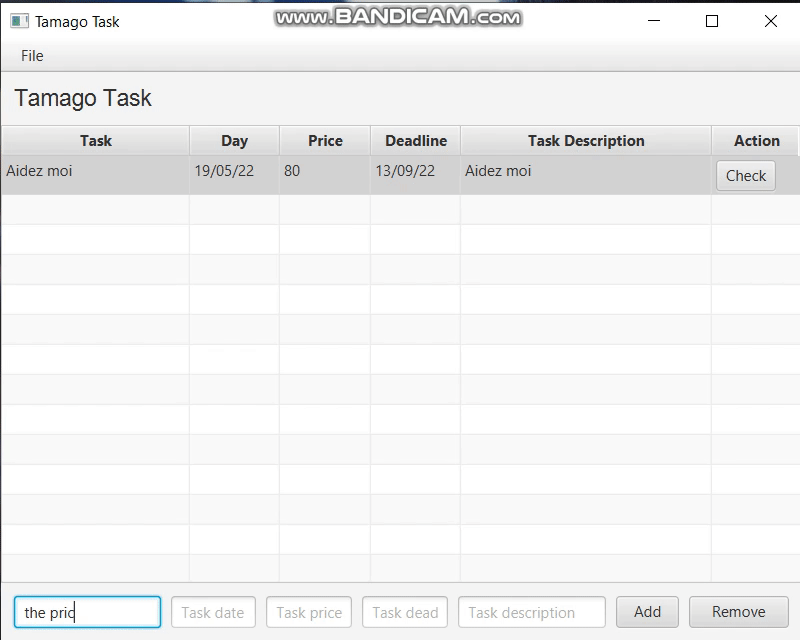 Tamago Task
www.BANDICAM.com
File
Tamago Task
Task Day Price Deadline Task Description Action
Aidez moi 19/05/22 80 13/09/22 Aidez moi Check
the pric Task date Task price Task dead Task description Add Remove